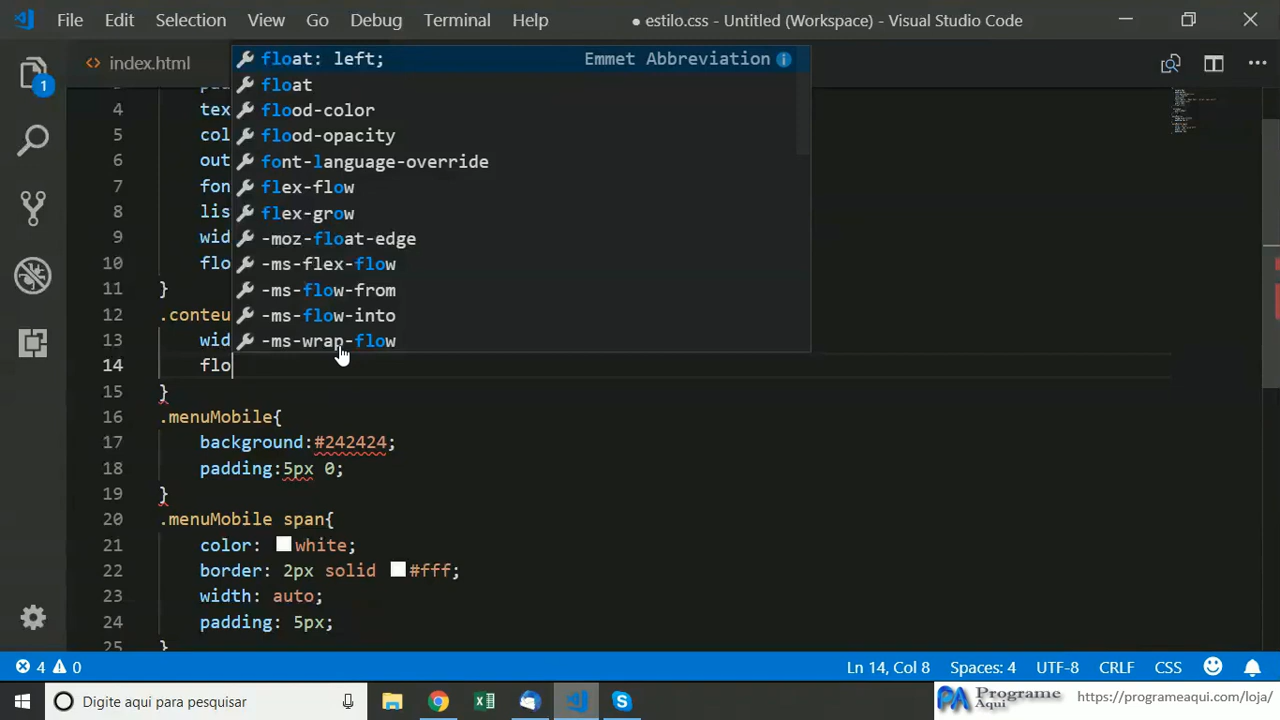 File Edit Selection View Go Debug Terminal Help ● estilo.css - Untitled (Workspace) - Visual Studio Code
1
<> index.html
float: left; Emmet Abbreviation
float
4 tex flood-color
5 col flood-opacity
6 out font-language-override
7 fon flex-flow
8 lis flex-grow
9 wid -moz-float-edge
10 flo -ms-flex-flow
11 } -ms-flow-from
12 .conteu -ms-flow-into
13 wid -ms-wrap-flow
14 flo
15 }
16 .menuMobile{
17 background:#242424;
18 padding:5px 0;
19 }
20 .menuMobile span{
21 color: white;
22 border: 2px solid #fff;
23 width: auto;
24 padding: 5px;
25 }
4 0 Ln 14, Col 8 Spaces: 4 UTF-8 CRLF CSS
Digite aqui para pesquisar PA Programe Aqui https://programeaqui.com/loja/